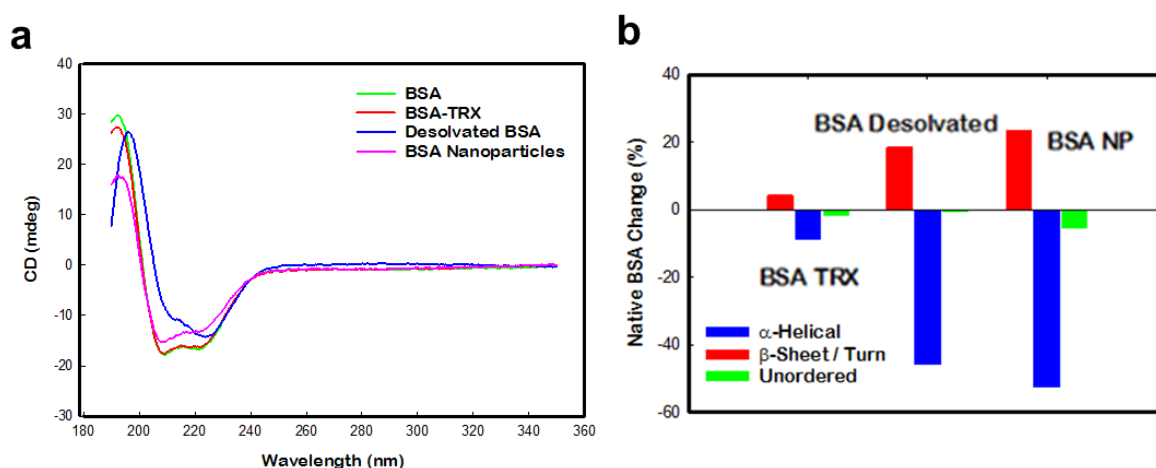 a
40
30
20
10
0
-10
-20
-30
CD (mdeg)
180 200 220 240 260 280 300 320 340 360
Wavelength (nm)
BSA
BSA-TRX
Desolvated BSA
BSA Nanoparticles
b
40
20
0
-20
-40
-60
Native BSA Change (%)
BSA Desolvated
BSA NP
BSA TRX
α-Helical
β-Sheet / Turn
Unordered